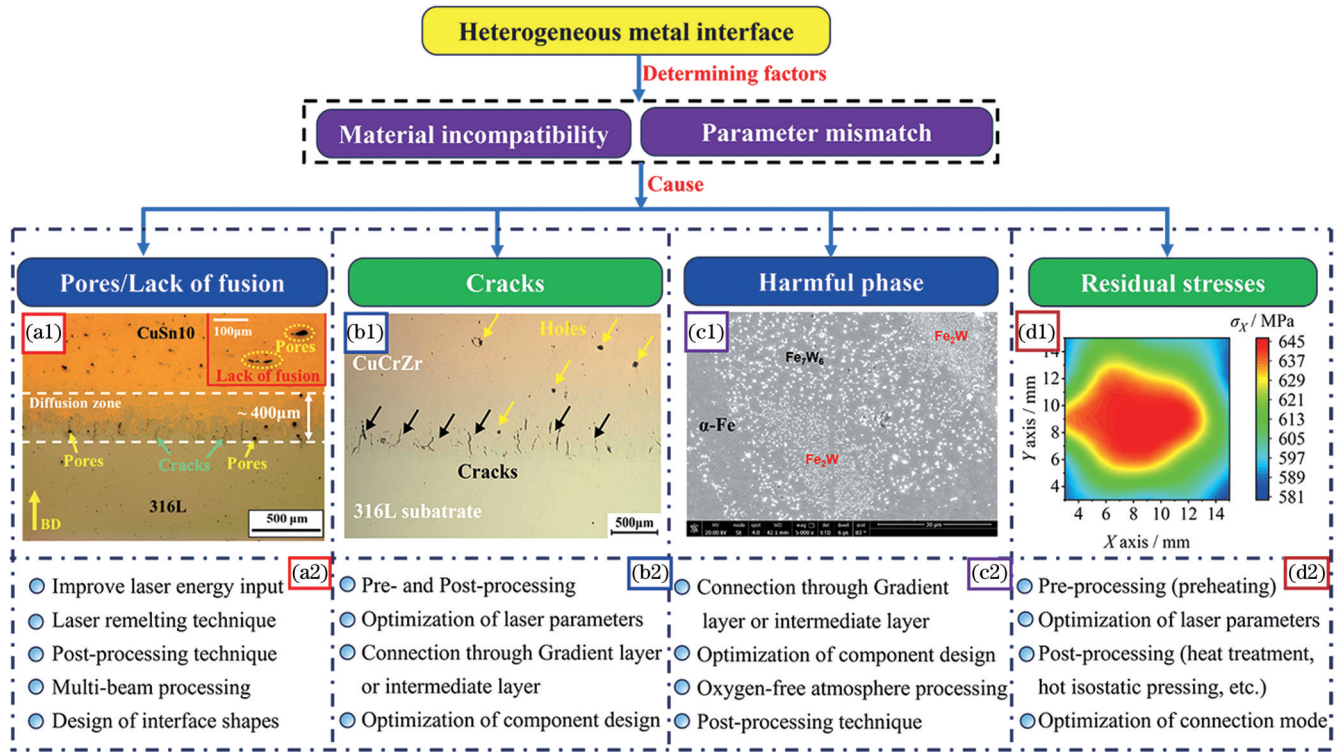 Heterogeneous metal interface
Determining factors
Material incompatibility
Parameter mismatch
Cause
Pores/Lack of fusion
Cracks
Harmful phase
Residual stresses
(a1)
CuSn10
100μm
Pores
Lack of fusion
Diffusion zone
~ 400μm
Pores
Cracks
Pores
316L
BD
500 μm
(b1)
Holes
CuCrZr
Cracks
316L subatrate
500μm
(c1)
Fe2W
Fe7W6
α-Fe
Fe2W
30 μm
(d1)
σX / MPa
645
629
613
605
597
589
581
Y axis / mm
12
10
8
6
4
4 6 8 10 12 14
X axis / mm
(a2)
Improve laser energy input
Laser remelting technique
Post-processing technique
Multi-beam processing
Design of interface shapes
(b2)
Pre- and Post-processing
Optimization of laser parameters
Connection through Gradient layer
or intermediate layer
Optimization of component design
(c2)
Connection through Gradient
layer or intermediate layer
Optimization of component design
Oxygen-free atmosphere processing
Post-processing technique
(d2)
Pre-processing (preheating)
Optimization of laser parameters
Post-processing (heat treatment,
hot isostatic pressing, etc.)
Optimization of connection mode